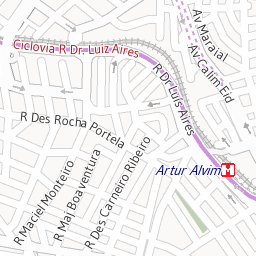 Av Maraial
Av Calim Eid
Ciclovia R Dr. Luiz Aires
R Dr Luis Aires
R Des Rocha Portela
Artur Alvim
M
R Maciel Monteiro
R Maj Boaventura
R Des Carneiro Ribeiro